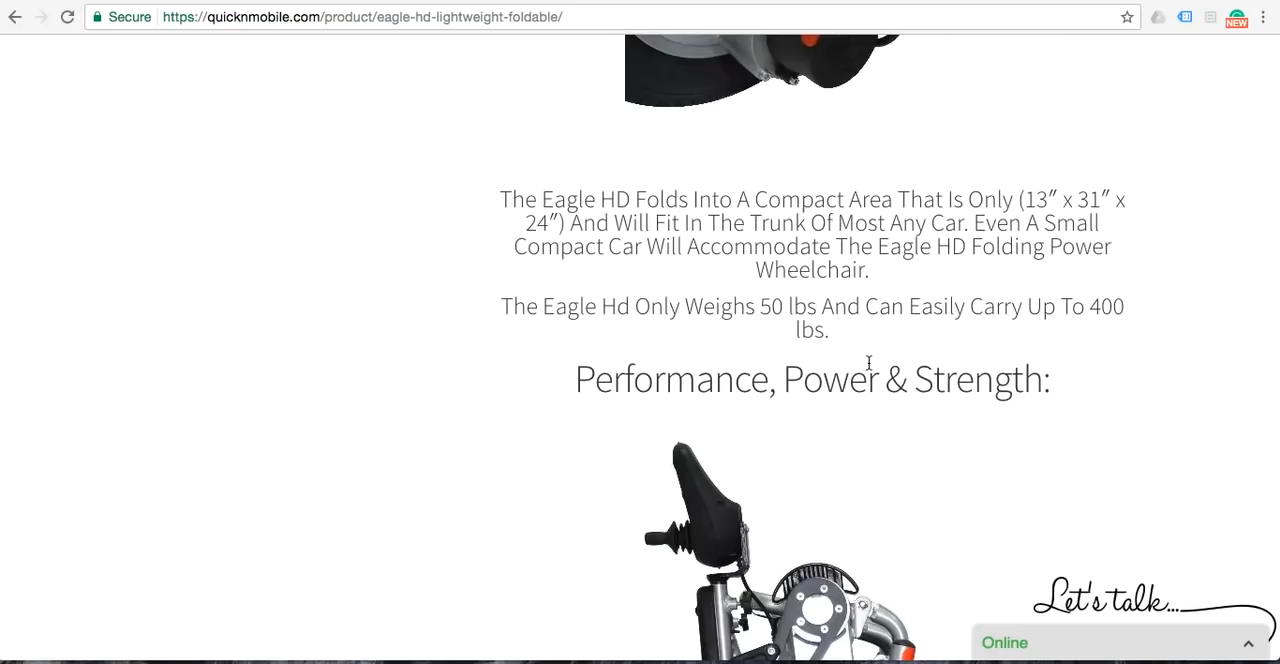 Secure
https://quicknmobile.com/product/eagle-hd-lightweight-foldable/
NEW
The Eagle HD Folds Into A Compact Area That Is Only (13″ x 31″ x
24″) And Will Fit In The Trunk Of Most Any Car. Even A Small
Compact Car Will Accommodate The Eagle HD Folding Power
Wheelchair.
The Eagle Hd Only Weighs 50 lbs And Can Easily Carry Up To 400
lbs.
Performance, Power & Strength:
Let's talk...
Online